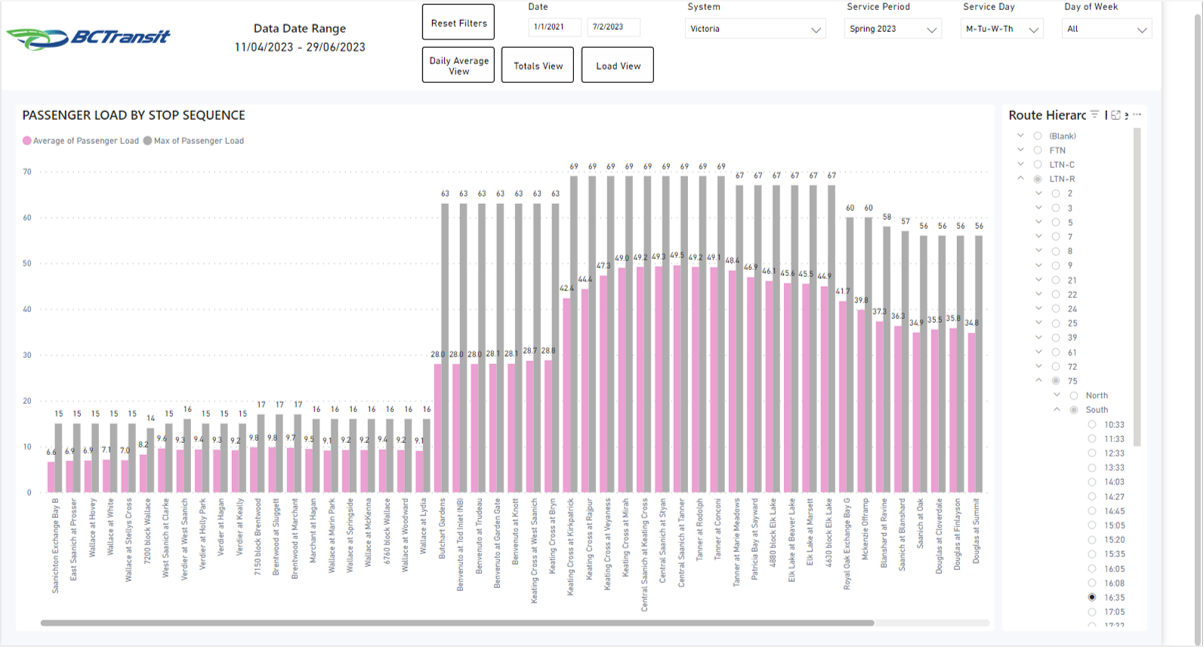 BCTransit
Data Date Range
11/04/2023 - 29/06/2023
Reset Filters
Daily Average View
Totals View
Load View
Date
1/1/2021
7/2/2023
System
Victoria
Service Period
Spring 2023
Service Day
M-Tu-W-Th
Day of Week
All
PASSENGER LOAD BY STOP SEQUENCE
Average of Passenger Load
Max of Passenger Load
70
60
50
40
30
20
10
0
6.6 15 6.9 15 6.9 15 7.1 15 7.0 15 8.2 14 9.6 15 9.3 16 9.4 15 9.3 15 9.2 15 9.8 17 9.8 17 9.7 17 9.5 16 9.1 16 9.2 16 9.2 16 9.4 16 9.2 16 9.1 16
28.0 63 28.0 63 28.0 63 28.1 63 28.1 63 28.7 63 28.8 63
42.4 69 44.4 69 47.3 69 49.0 69 49.2 69 49.3 69 49.5 69 49.2 69 49.1 69
48.4 67 46.9 67 46.1 67 45.6 67 45.5 67 44.9 67
41.7 60 39.8 60 37.3 58 36.3 57 34.9 56 35.5 56 35.8 56 34.8 56
Saanichton Exchange Bay B
East Saanich at Prosser
Wallace at Hovey
Wallace at White
Wallace at Stellys Cross
7200 block Wallace
West Saanich at Clarke
Verdier at West Saanich
Verdier at Holly Park
Verdier at Hagan
Verdier at Keally
7150 block Brentwood
Brentwood at Sluggett
Brentwood at Marchant
Marchant at Hagan
Wallace at Marin Park
Wallace at Springside
Wallace at McKenna
6760 block Wallace
Wallace at Woodward
Wallace at Lydia
Butchart Gardens
Benvenuto at Tod Inlet (NB)
Benvenuto at Trudeau
Benvenuto at Garden Gate
Benvenuto at Knott
Keating Cross at West Saanich
Keating Cross at Bryn
Keating Cross at Kirkpatrick
Keating Cross at Rajpur
Keating Cross at Veyaness
Keating Cross at Mirah
Central Saanich at Keating Cross
Central Saanich at Styan
Central Saanich at Tanner
Tanner at Rodolph
Tanner at Conconi
Tanner at Marie Meadows
Patricia Bay at Sayward
4880 block Elk Lake
Elk Lake at Beaver Lake
Elk Lake at Marsett
4630 block Elk Lake
Royal Oak Exchange Bay G
Mckenzie Offramp
Blanshard at Ravine
Saanich at Blanshard
Saanich at Oak
Douglas at Cloverdale
Douglas at Finlayson
Douglas at Summit
Route Hierarc
(Blank)
FTN
LTN-C
LTN-R
2
3
5
7
8
9
21
22
24
25
39
61
72
75
North
South
10:33
11:33
12:33
13:33
14:03
14:27
14:45
15:05
15:20
15:35
16:05
16:08
16:35
17:05